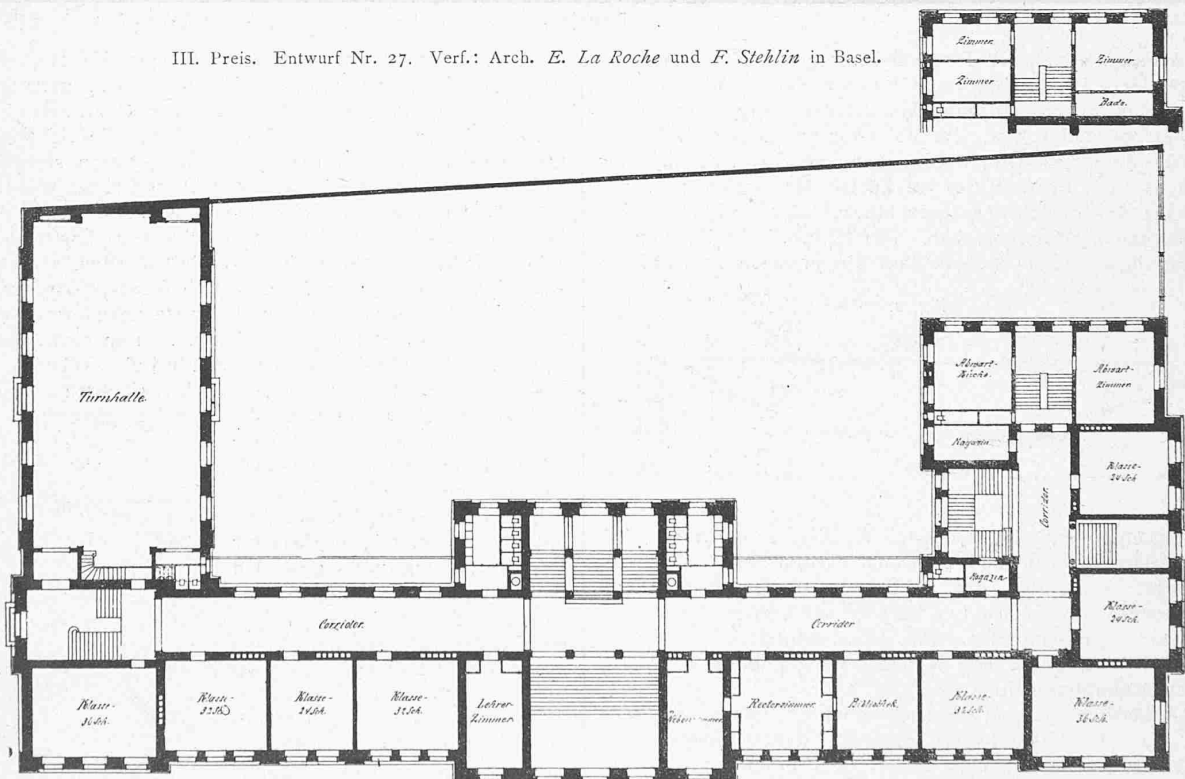 III. Preis. Entwurf Nr. 27. Verf.: Arch. E. La Roche und F. Stehlin in Basel.
Zimmer
Zimmer
Zimmer
Bade.
Turnhalle
Abwart-
Küche.
Abwart-
Zimmer
Magazin
Klasse-
24 Sch
Corridor.
Magazin
Klasse-
24 Sch.
Corridor.
Corridor
Klasse-
36 Sch.
Klasse-
32 Sch.
Klasse-
24 Sch.
Klasse-
32 Sch.
Lehrer-
Zimmer
Rectorzimmer
Bibliothek.
Klasse-
32 Sch.
Klasse-
36 Sch.